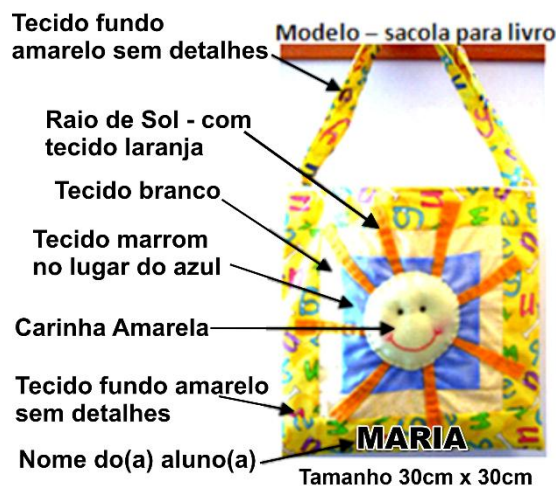 Tecido fundo
amarelo sem detalhes
Modelo – sacola para livro
Raio de Sol - com
tecido laranja
Tecido branco
Tecido marrom
no lugar do azul
Carinha Amarela
Tecido fundo amarelo
sem detalhes
Nome do(a) aluno(a)
MARIA
Tamanho 30cm x 30cm